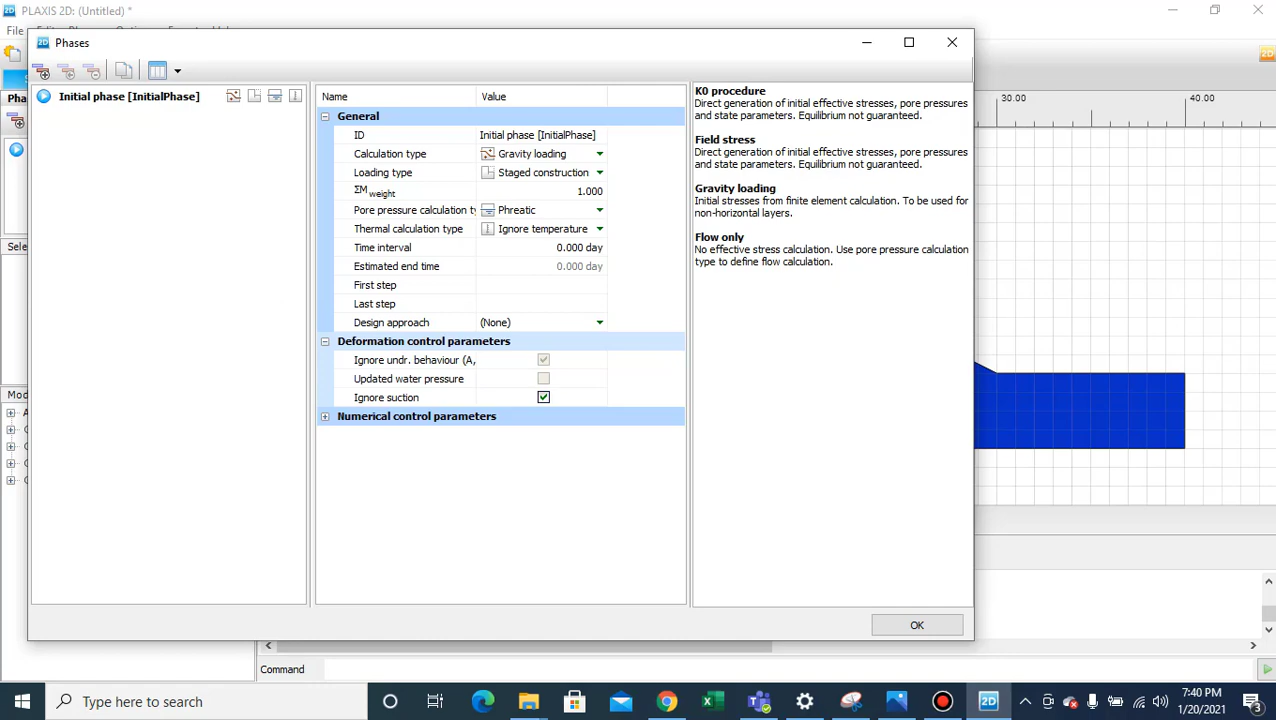 PLAXIS 2D: (Untitled) *
File
Phases
Initial phase [InitialPhase]
Name
Value
General
ID
Initial phase [InitialPhase]
Calculation type
Gravity loading
Loading type
Staged construction
ΣM weight
1.000
Pore pressure calculation ty
Phreatic
Thermal calculation type
Ignore temperature
Time interval
0.000 day
Estimated end time
0.000 day
First step
Last step
Design approach
(None)
Deformation control parameters
Ignore undr. behaviour (A,
Updated water pressure
Ignore suction
Numerical control parameters
K0 procedure
Direct generation of initial effective stresses, pore pressures
and state parameters. Equilibrium not guaranteed.
Field stress
Direct generation of initial effective stresses, pore pressures
and state parameters. Equilibrium not guaranteed.
Gravity loading
Initial stresses from finite element calculation. To be used for
non-horizontal layers.
Flow only
No effective stress calculation. Use pore pressure calculation
type to define flow calculation.
OK
Pha
Sele
Mod
30.00
40.00
Command
Type here to search
7:40 PM
1/20/2021
3